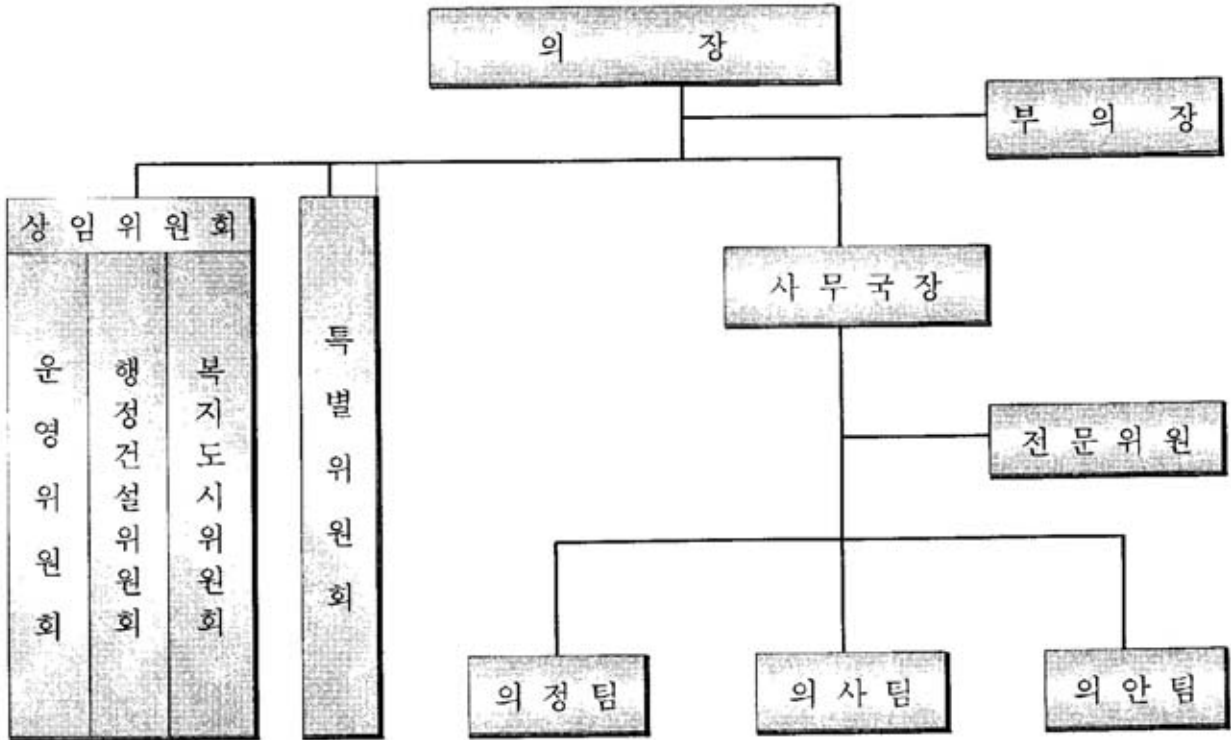 의 장
부 의 장
상 임 위 원 회
운영위원회
행정건설위원회
복지도시위원회
특별위원회
사 무 국 장
전 문 위 원
의 정 팀
의 사 팀
의 안 팀